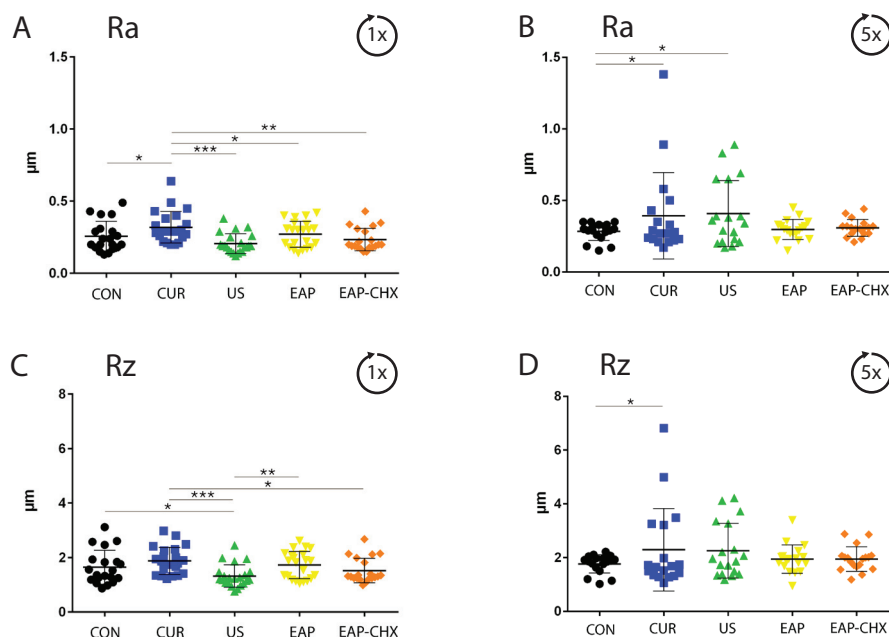 A Ra 1x
µm
1.5
1.0
0.5
0.0
* *** * **
CON CUR US EAP EAP-CHX
B Ra 5x
µm
1.5
1.0
0.5
0.0
* *
CON CUR US EAP EAP-CHX
C Rz 1x
µm
8
6
4
2
0
* *** * **
CON CUR US EAP EAP-CHX
D Rz 5x
µm
8
6
4
2
0
*
CON CUR US EAP EAP-CHX